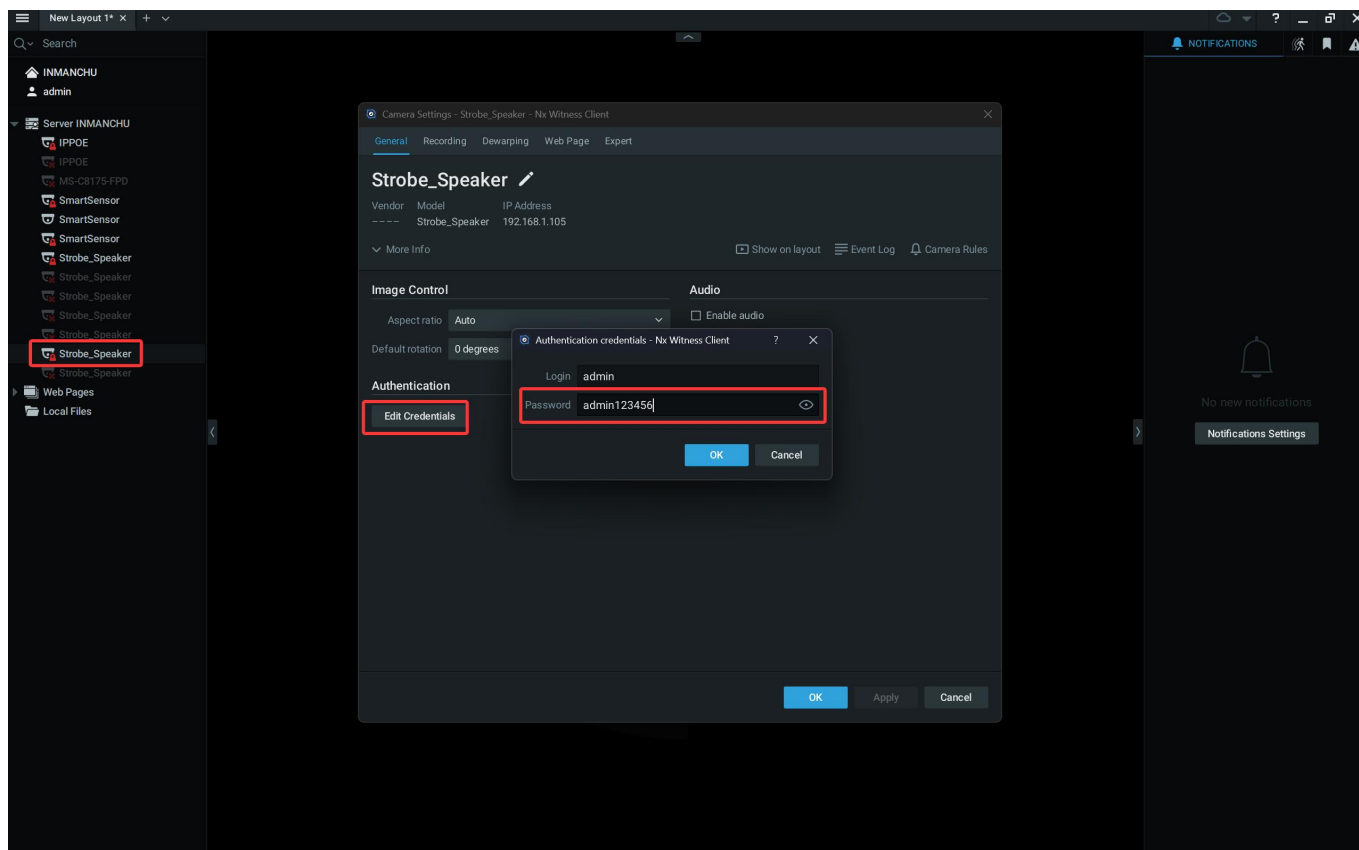 New Layout 1*
Search
INMANCHU
admin
Server INMANCHU
IPPOE
IPPOE
MS-C8175-FPD
SmartSensor
SmartSensor
SmartSensor
Strobe_Speaker
Strobe_Speaker
Strobe_Speaker
Strobe_Speaker
Strobe_Speaker
Strobe_Speaker
Strobe_Speaker
Web Pages
Local Files
Camera Settings - Strobe_Speaker - Nx Witness Client
General Recording Dewarping Web Page Expert
Strobe_Speaker
Vendor Model IP Address
---- Strobe_Speaker 192.168.1.105
More Info Show on layout Event Log Camera Rules
Image Control
Aspect ratio Auto
Default rotation 0 degrees
Authentication
Edit Credentials
Audio
Enable audio
Authentication credentials - Nx Witness Client ?
Login admin
Password admin123456
OK Cancel
OK Apply Cancel
?
NOTIFICATIONS
No new notifications
Notifications Settings